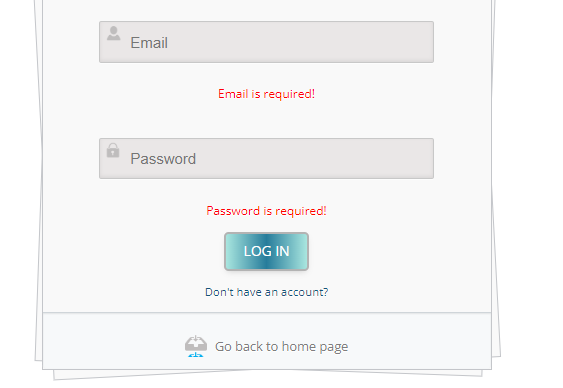 Email
Email is required!
Password
Password is required!
LOG IN
Don't have an account?
Go back to home page